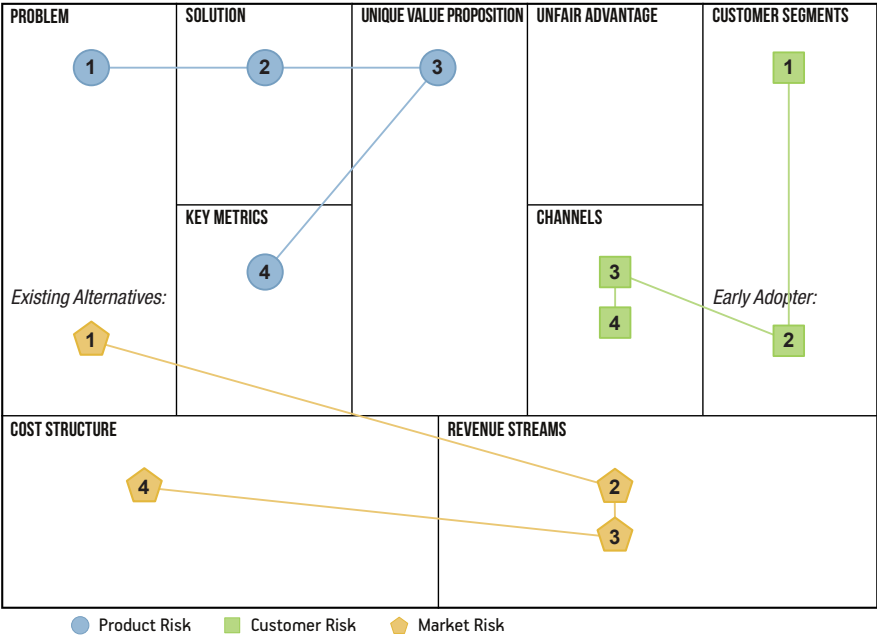 PROBLEM
SOLUTION
UNIQUE VALUE PROPOSITION
UNFAIR ADVANTAGE
CUSTOMER SEGMENTS
1
2
3
1
KEY METRICS
CHANNELS
4
3
Existing Alternatives:
4
Early Adopter:
1
2
COST STRUCTURE
REVENUE STREAMS
4
2
3
Product Risk
Customer Risk
Market Risk